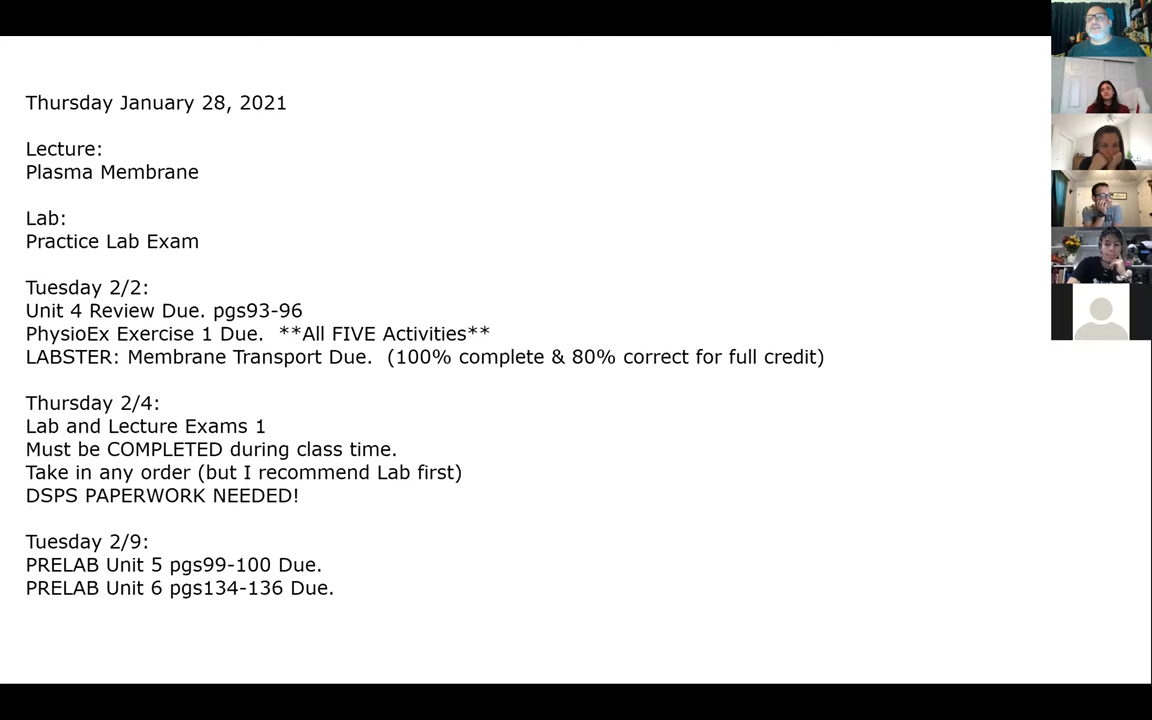 Thursday January 28, 2021
Lecture:
Plasma Membrane
Lab:
Practice Lab Exam
Tuesday 2/2:
Unit 4 Review Due. pgs93-96
PhysioEx Exercise 1 Due.  **All FIVE Activities**
LABSTER: Membrane Transport Due.  (100% complete & 80% correct for full credit)
Thursday 2/4:
Lab and Lecture Exams 1
Must be COMPLETED during class time.
Take in any order (but I recommend Lab first)
DSPS PAPERWORK NEEDED!
Tuesday 2/9:
PRELAB Unit 5 pgs99-100 Due.
PRELAB Unit 6 pgs134-136 Due.